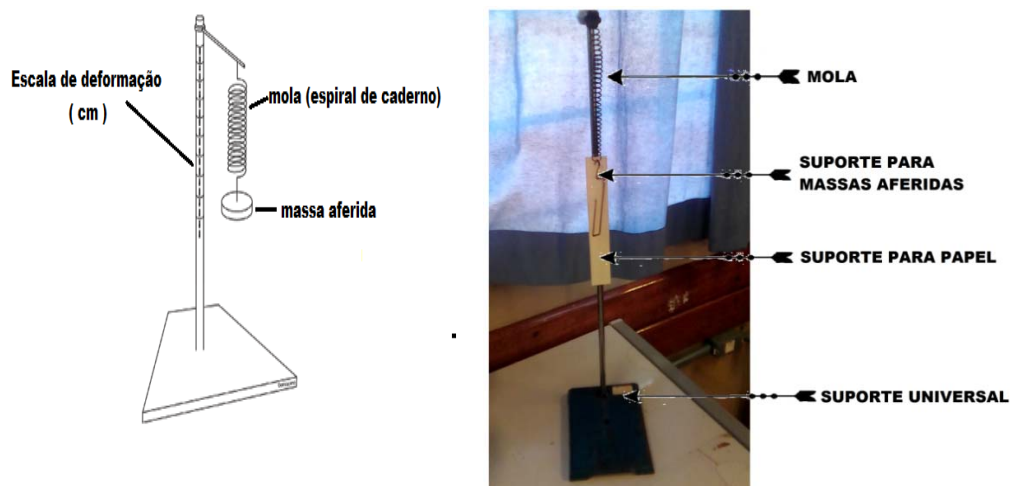 Escala de deformação
( cm )
mola (espiral de caderno)
massa aferida
MOLA
SUPORTE PARA
MASSAS AFERIDAS
SUPORTE PARA PAPEL
SUPORTE UNIVERSAL